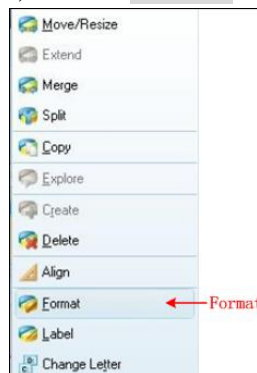 Move/Resize
Extend
Merge
Split
Copy
Explore
Create
Delete
Align
Format
Format
Label
Change Letter